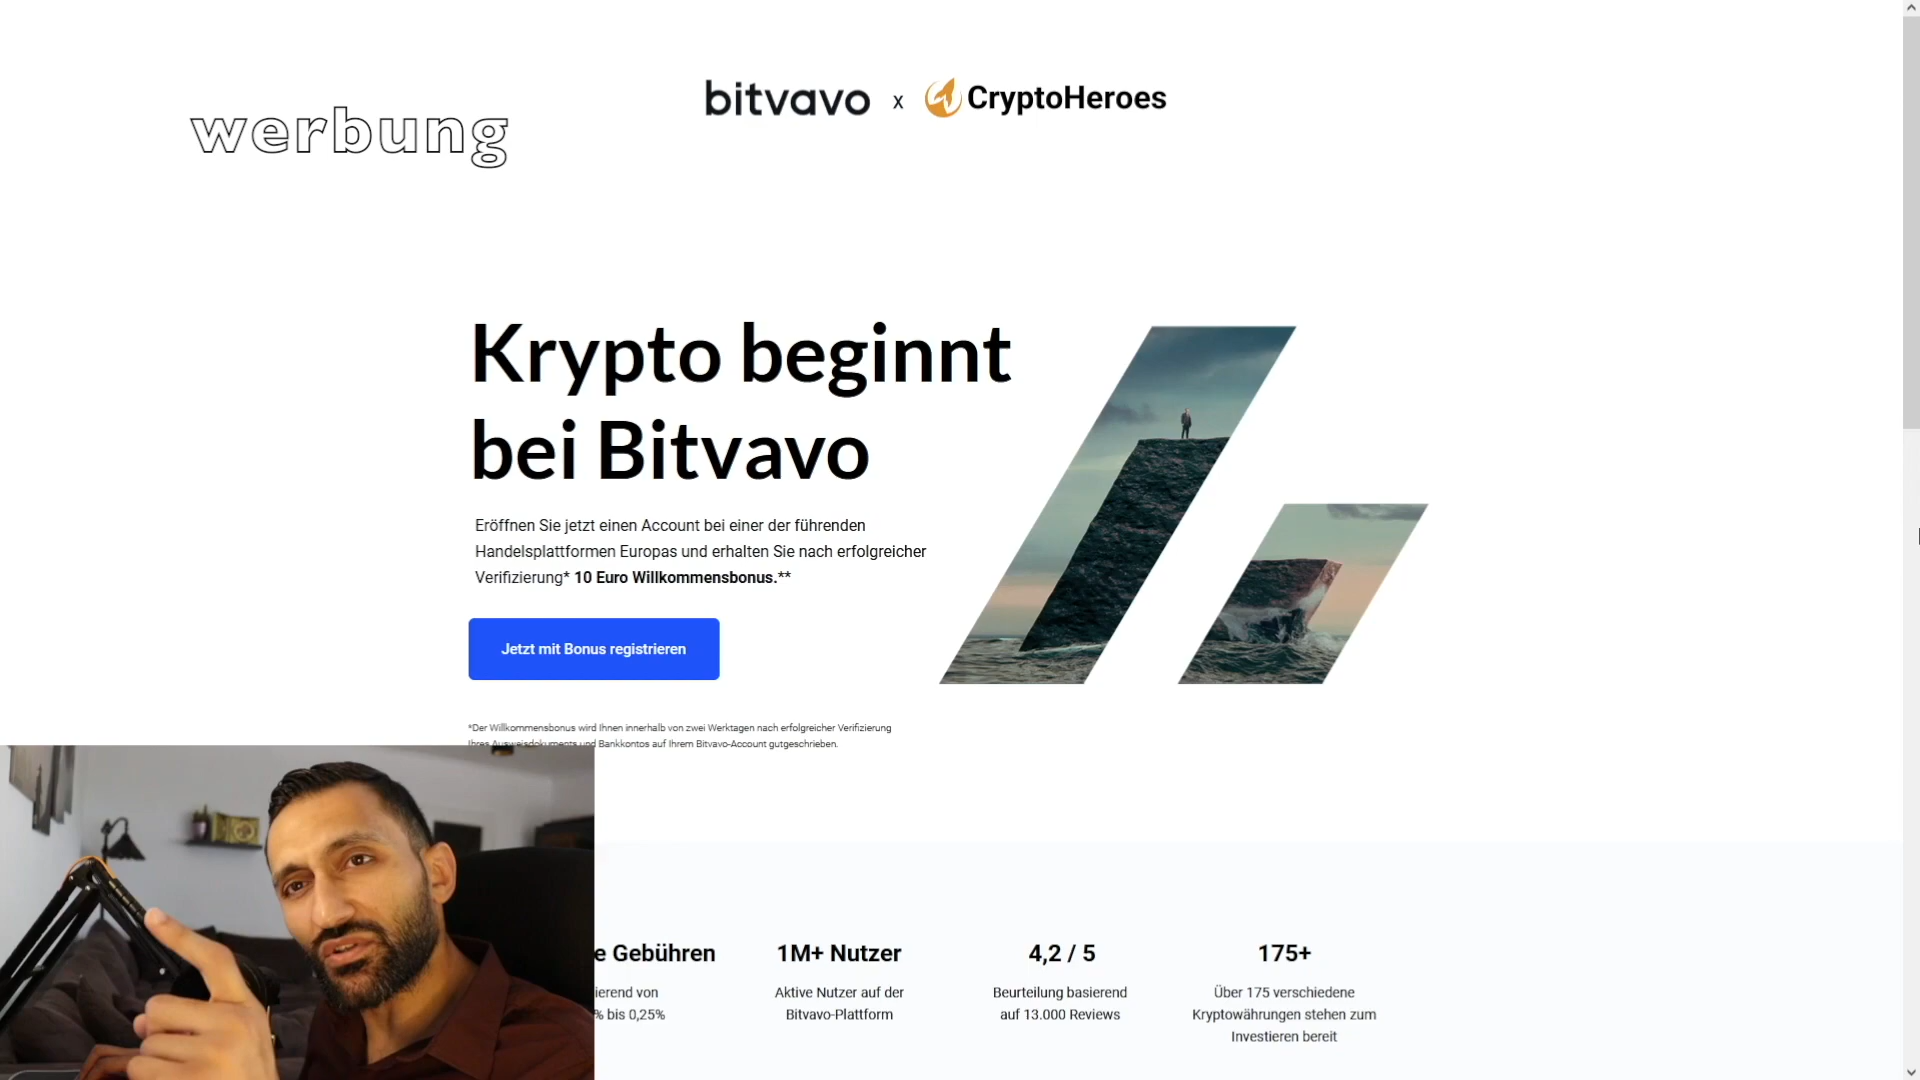 werbung
bitvavo x CryptoHeroes
Krypto beginnt
bei Bitvavo
Eröffnen Sie jetzt einen Account bei einer der führenden
Handelsplattformen Europas und erhalten Sie nach erfolgreicher
Verifizierung* 10 Euro Willkommensbonus.**
Jetzt mit Bonus registrieren
*Der Willkommensbonus wird Ihnen innerhalb von zwei Werktagen nach erfolgreicher Verifizierung
Ihres Ausweisdokuments und Bankkontos auf Ihrem Bitvavo-Account gutgeschrieben.
e Gebühren
ierend von
% bis 0,25%
1M+ Nutzer
Aktive Nutzer auf der
Bitvavo-Plattform
4,2 / 5
Beurteilung basierend
auf 13.000 Reviews
175+
Über 175 verschiedene
Kryptowährungen stehen zum
Investieren bereit